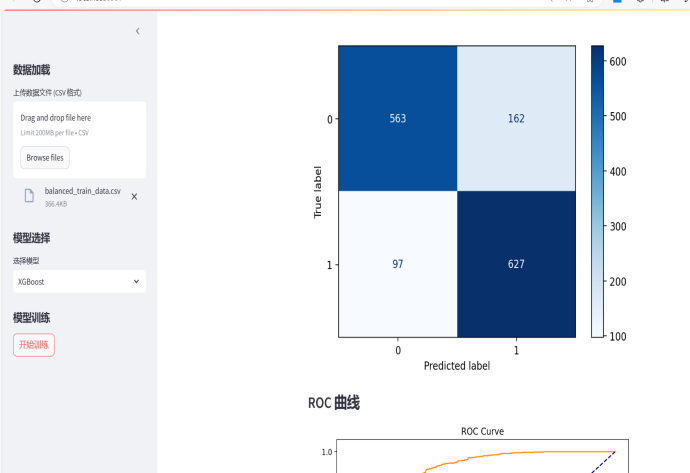 数据加载
上传数据文件 (CSV 格式)
Drag and drop file here
Limit 200MB per file • CSV
Browse files
balanced_train_data.csv
366.4KB
模型选择
选择模型
XGBoost
模型训练
开始训练
True label
0
563
162
1
97
627
0
1
Predicted label
600
500
400
300
200
100
ROC 曲线
ROC Curve
1.0